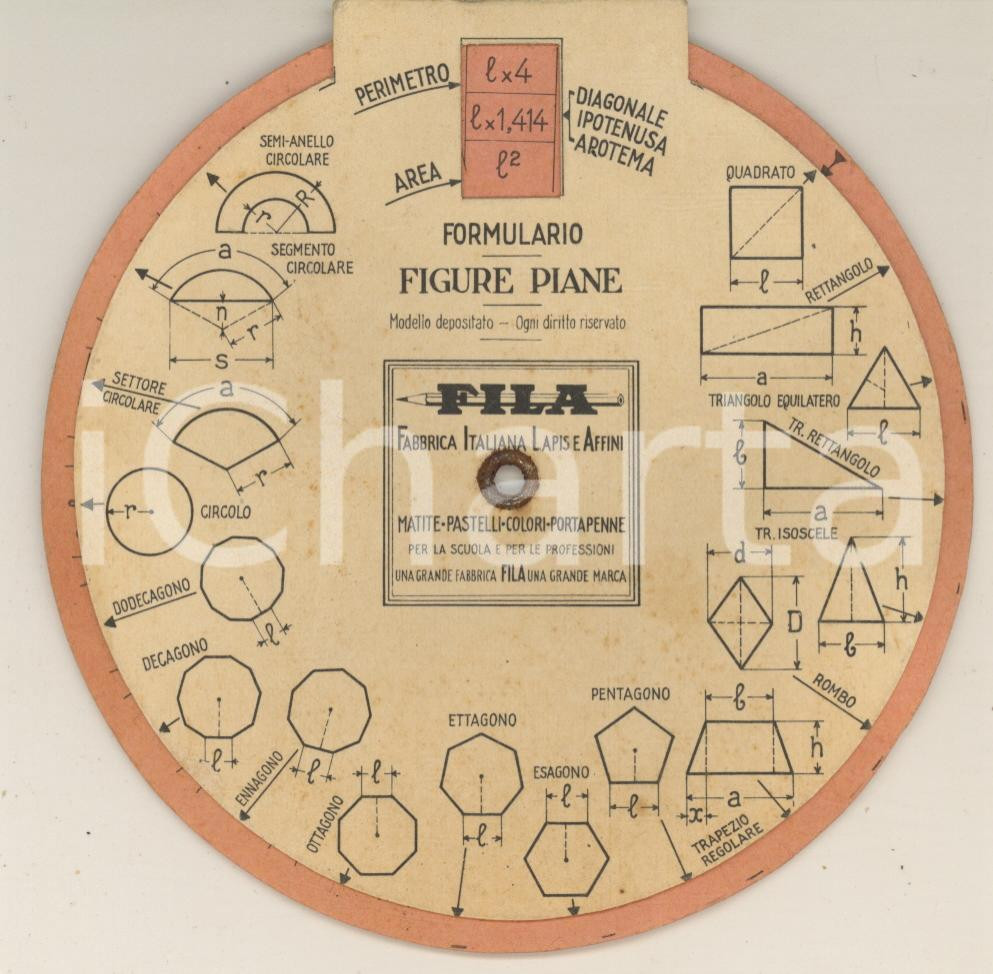 PERIMETRO
l x 4
l x 1,414
l²
DIAGONALE
IPOTENUSA
AROTEMA
AREA
FORMULARIO
FIGURE PIANE
Modello depositato — Ogni diritto riservato
FILA
FABBRICA ITALIANA LAPIS E AFFINI
MATITE·PASTELLI·COLORI·PORTAPENNE
PER LA SCUOLA E PER LE PROFESSIONI
UNA GRANDE FABBRICA FILA UNA GRANDE MARCA
SEMI-ANELLO
CIRCOLARE
r R
a
SEGMENTO
CIRCOLARE
n
r
s
SETTORE
CIRCOLARE
a
r
r
CIRCOLO
DODECAGONO
l
DECAGONO
l
ENNAGONO
l
OTTAGONO
l
ETTAGONO
l
ESAGONO
l
PENTAGONO
l
QUADRATO
l
RETTANGOLO
h
a
TRIANGOLO EQUILATERO
l
TR. RETTANGOLO
b
a
TR. ISOSCELE
h
b
d
D
ROMBO
b
h
a
x
TRAPEZIO
REGOLARE
iCharta